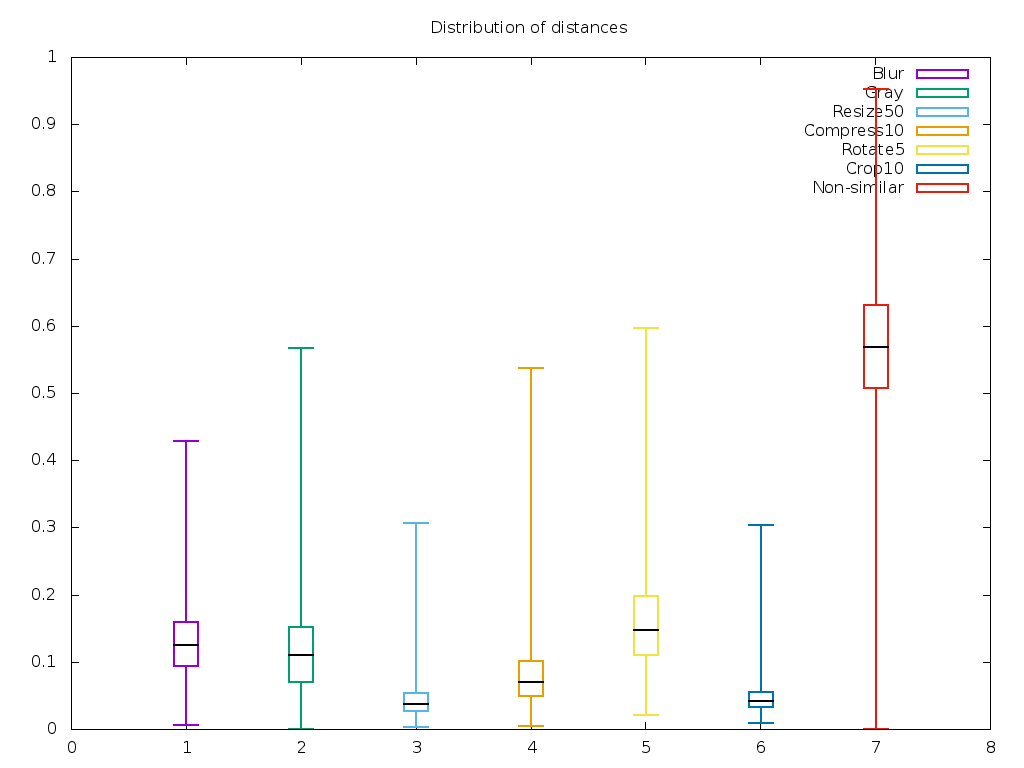 Distribution of distances
1
Blur
Gray
0.9
Resize50
Compress10
Rotate5
Crop10
0.8
Non-similar
0.7
0.6
0.5
0.4
0.3
0.2
0.1
0
0 1 2 3 4 5 6 7 8